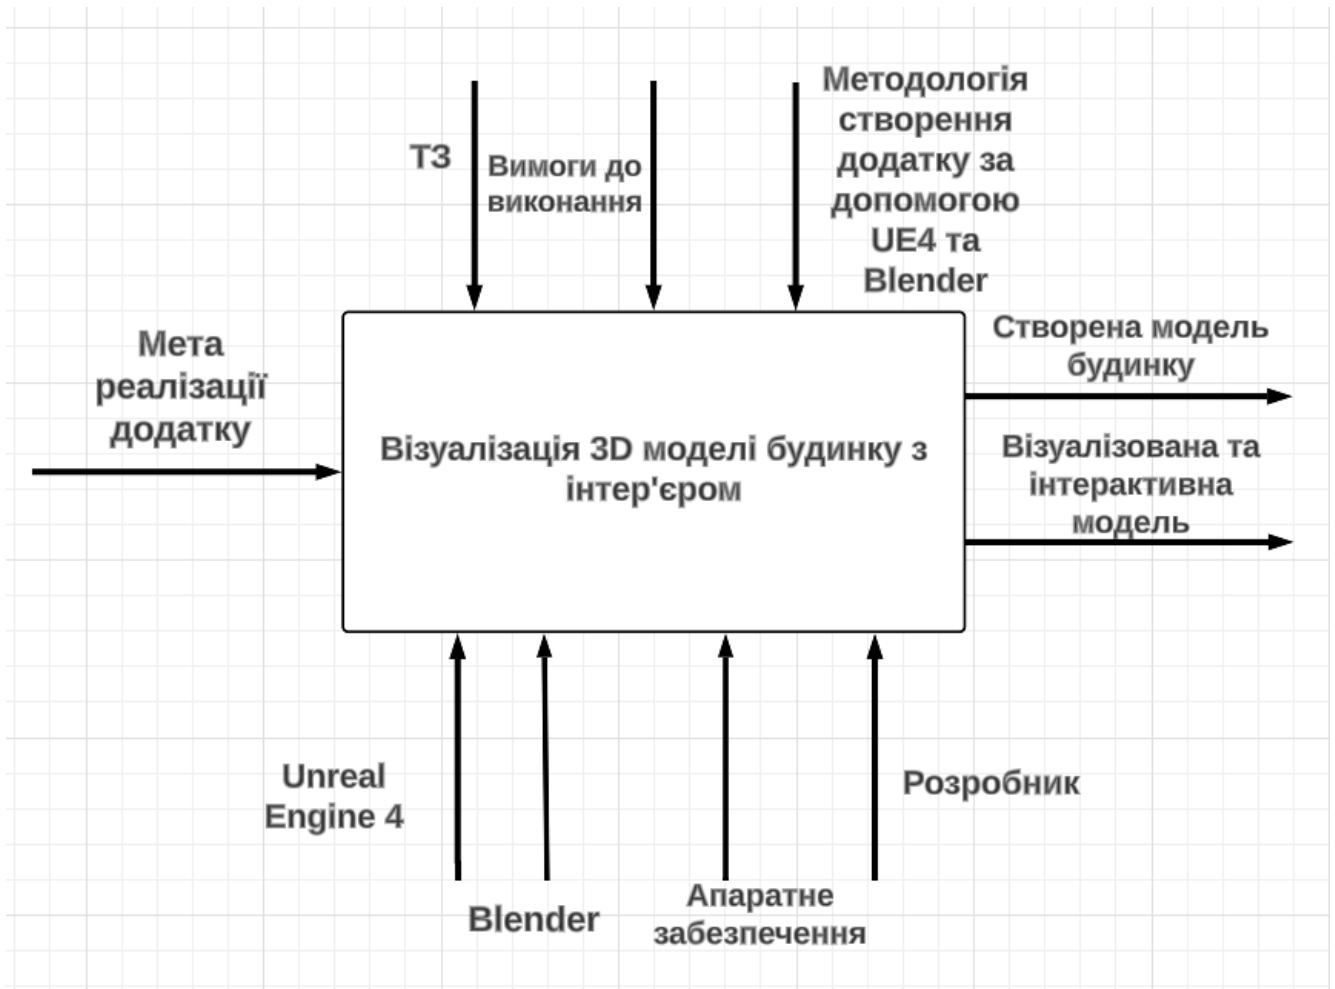 ТЗ
Вимоги до
виконання
Методологія
створення
додатку за
допомогою
UE4 та
Blender
Мета
реалізації
додатку
Візуалізація 3D моделі будинку з
інтер'єром
Створена модель
будинку
Візуалізована та
інтерактивна
модель
Unreal
Engine 4
Blender
Апаратне
забезпечення
Розробник